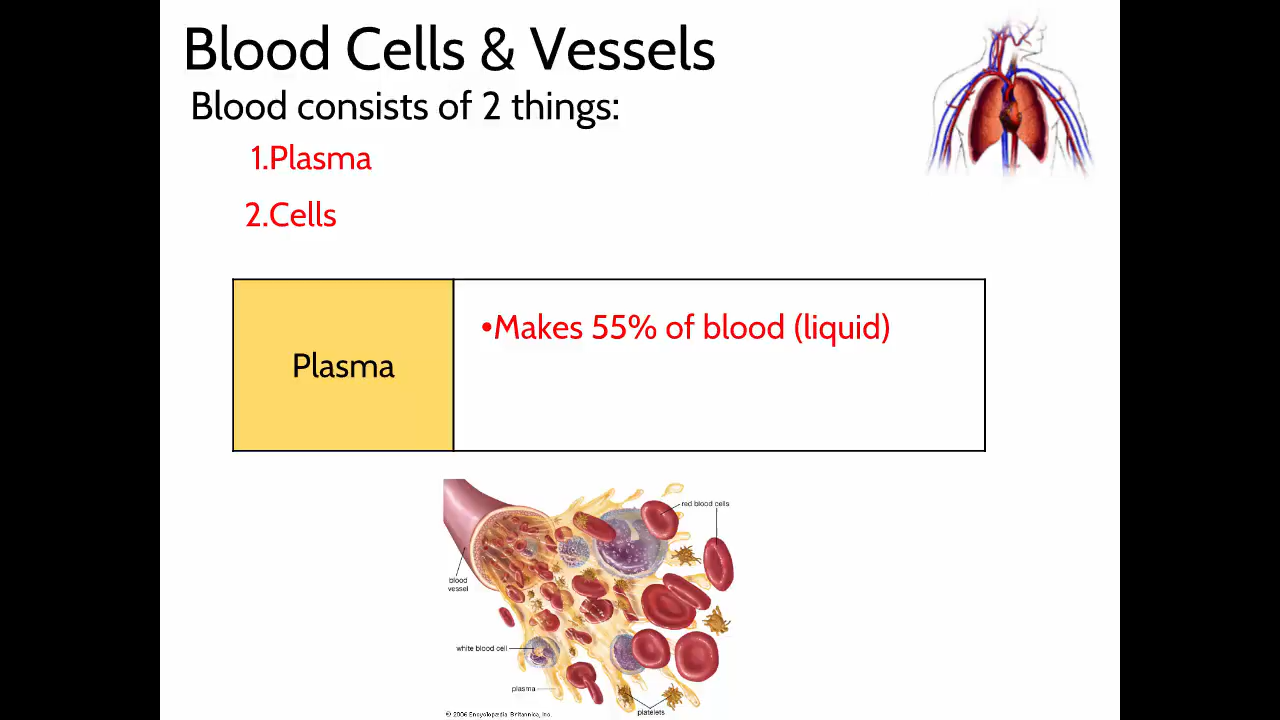 Blood Cells & Vessels
Blood consists of 2 things:
1.Plasma
2.Cells
Plasma
•Makes 55% of blood (liquid)
red blood cells
blood
vessel
white blood cell
plasma
platelets
© 2006 Encyclopædia Britannica, Inc.